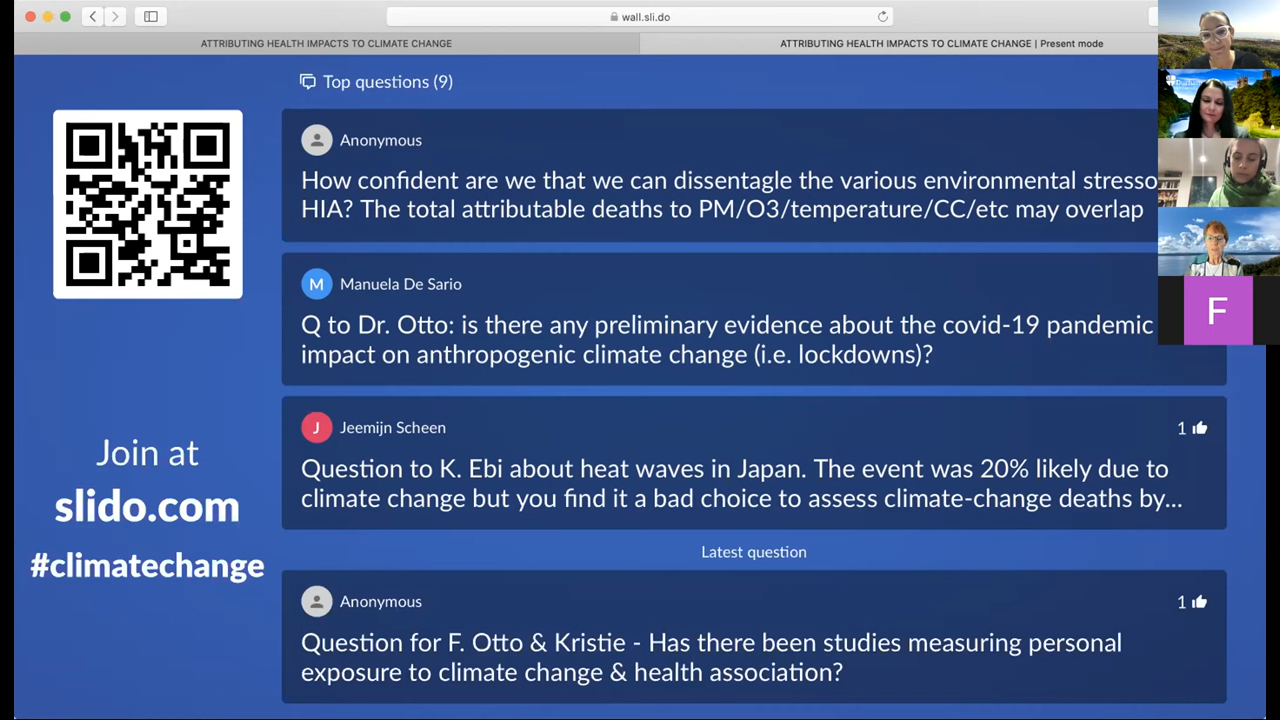 wall.sli.do
ATTRIBUTING HEALTH IMPACTS TO CLIMATE CHANGE
ATTRIBUTING HEALTH IMPACTS TO CLIMATE CHANGE | Present mode
Top questions (9)
Anonymous
How confident are we that we can dissentagle the various environmental stresso
HIA? The total attributable deaths to PM/O3/temperature/CC/etc may overlap
M
Manuela De Sario
Q to Dr. Otto: is there any preliminary evidence about the covid-19 pandemic
impact on anthropogenic climate change (i.e. lockdowns)?
J
Jeemijn Scheen
1
Question to K. Ebi about heat waves in Japan. The event was 20% likely due to
climate change but you find it a bad choice to assess climate-change deaths by...
Latest question
Anonymous
1
Question for F. Otto & Kristie - Has there been studies measuring personal
exposure to climate change & health association?
Join at
slido.com
#climatechange
F